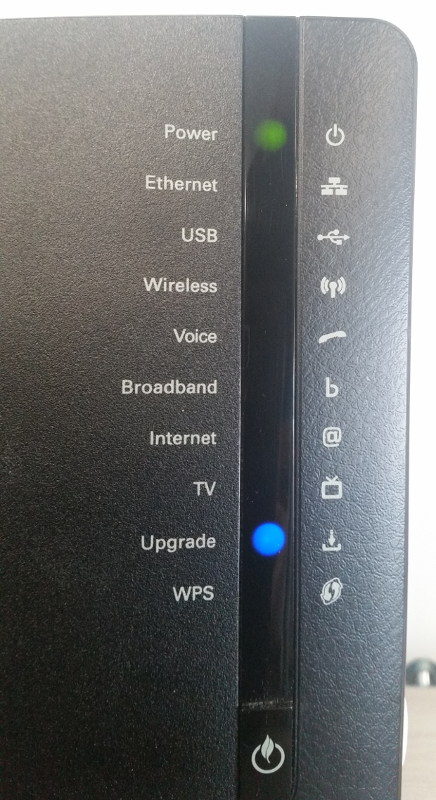 Power
Ethernet
USB
Wireless
Voice
Broadband
Internet
TV
Upgrade
WPS